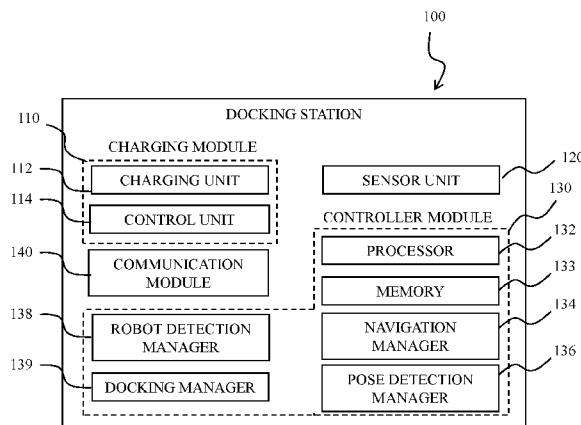 100
DOCKING STATION
110
CHARGING MODULE
112
CHARGING UNIT
120
SENSOR UNIT
114
CONTROL UNIT
130
CONTROLLER MODULE
132
PROCESSOR
140
COMMUNICATION
MODULE
133
MEMORY
138
ROBOT DETECTION
MANAGER
134
NAVIGATION
MANAGER
139
DOCKING MANAGER
136
POSE DETECTION
MANAGER